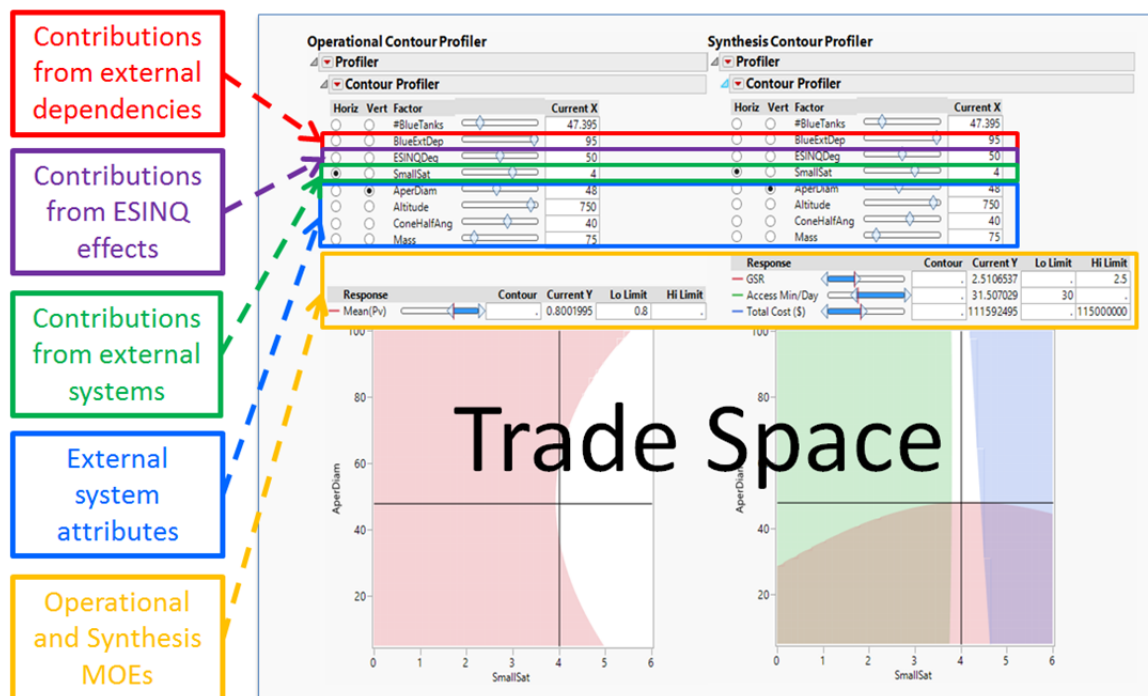 Contributions
from external
dependencies
Contributions
from ESINQ
effects
Contributions
from external
systems
External
system
attributes
Operational
and Synthesis
MOEs
Operational Contour Profiler
Profiler
Contour Profiler
Horiz Vert Factor Current X
#BlueTanks 47.395
BlueExtDep 95
ESINQDeg 50
SmallSat 4
AperDiam 48
Altitude 750
ConeHalfAng 40
Mass 75
Response Contour Current Y Lo Limit Hi Limit
Mean(Pv) . 0.8001995 0.8 .
Synthesis Contour Profiler
Profiler
Contour Profiler
Horiz Vert Factor Current X
#BlueTanks 47.395
BlueExtDep 95
ESINQDeg 50
SmallSat 4
AperDiam 48
Altitude 750
ConeHalfAng 40
Mass 75
Response Contour Current Y Lo Limit Hi Limit
GSR . 2.5106537 . 2.5
Access Min/Day . 31.507029 30 .
Total Cost ($) . 111592495 . 115000000
Trade Space
100
80
60
40
20
AperDiam
0 1 2 3 4 5 6
SmallSat
100
80
60
40
20
AperDiam
0 1 2 3 4 5 6
SmallSat